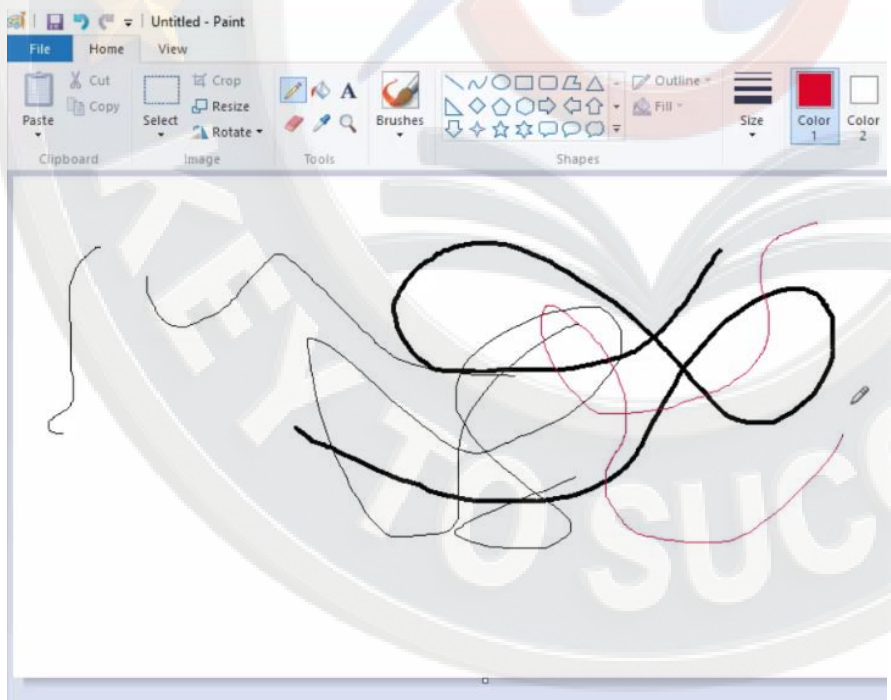 Untitled - Paint
File Home View
Paste Cut Copy Select Crop Resize Rotate A Brushes Outline Fill Size Color 1 Color 2
Clipboard Image Tools Shapes
KEY TO SUCC